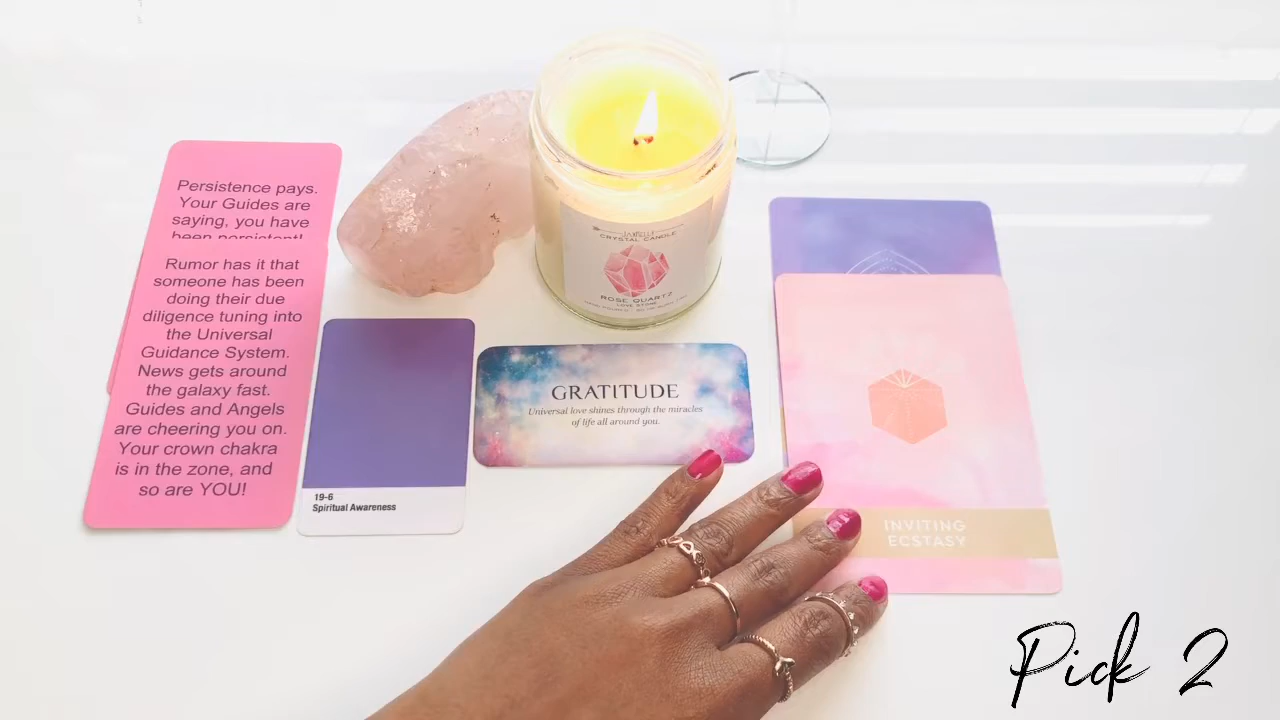 Persistence pays.
Your Guides are
saying, you have
been persistent!
Rumor has it that
someone has been
doing their due
diligence tuning into
the Universal
Guidance System.
News gets around
the galaxy fast.
Guides and Angels
are cheering you on.
Your crown chakra
is in the zone, and
so are YOU!
19-6
Spiritual Awareness
CRYSTAL CANDLE
ROSE QUARTZ
LOVE STONE
GRATITUDE
Universal love shines through the miracles
of life all around you.
INVITING
ECSTASY
Pick 2